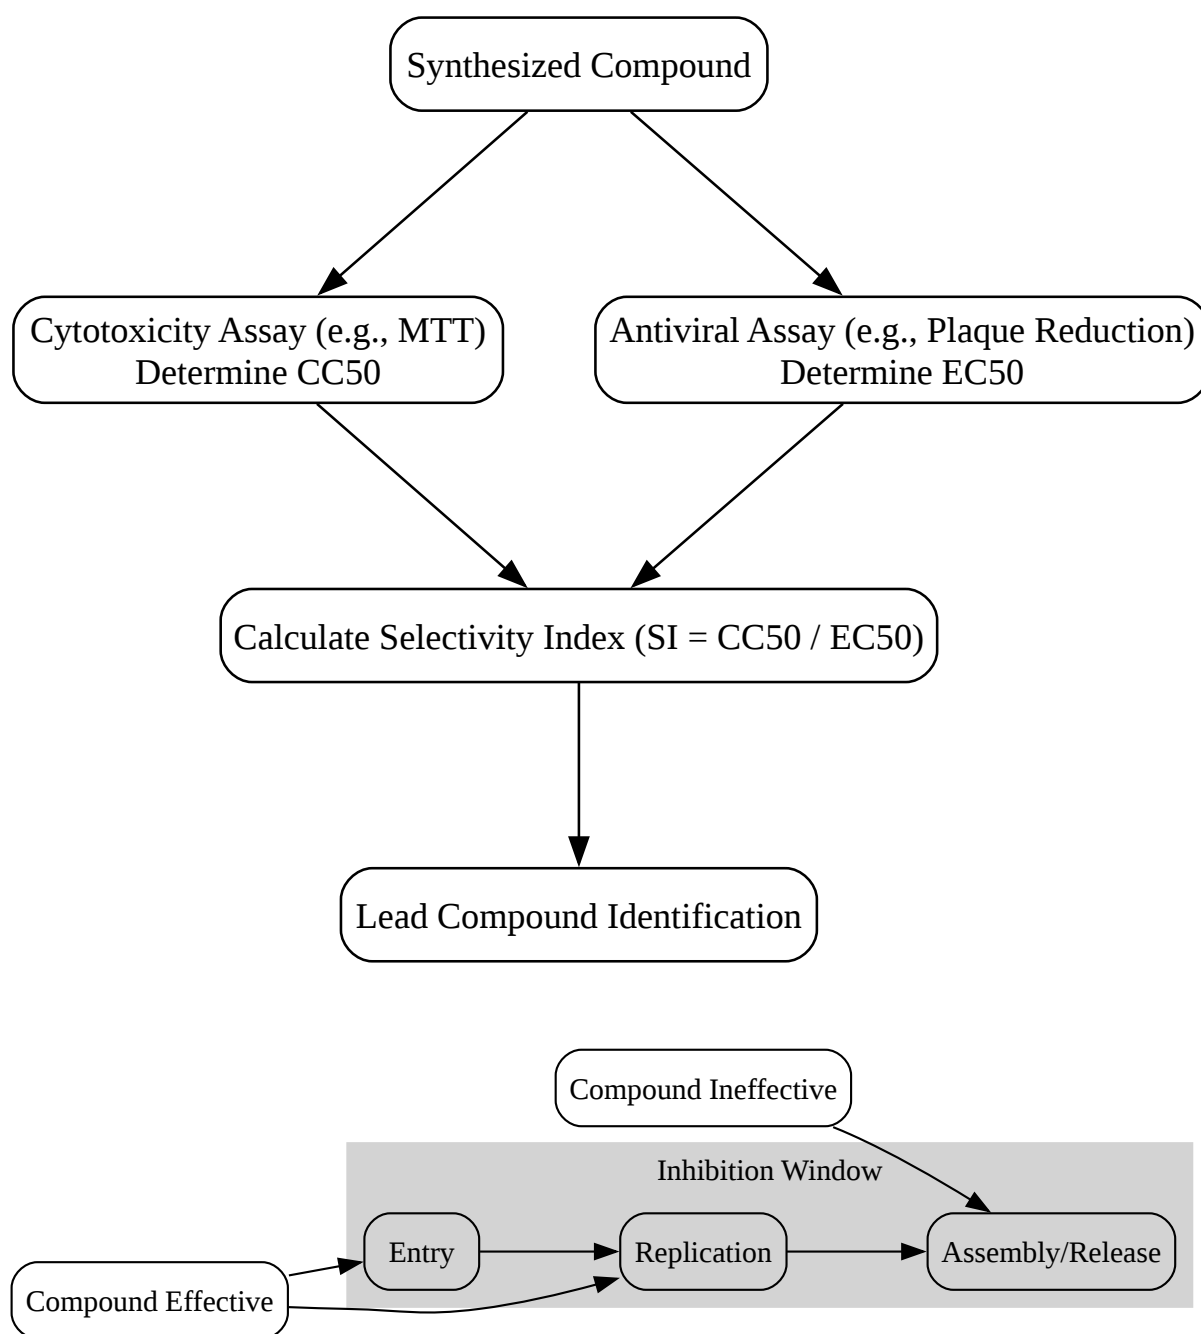 Synthesized Compound
Cytotoxicity Assay (e.g., MTT)
Determine CC50
Antiviral Assay (e.g., Plaque Reduction)
Determine EC50
Calculate Selectivity Index (SI = CC50 / EC50)
Lead Compound Identification
Compound Ineffective
Inhibition Window
Entry
Replication
Assembly/Release
Compound Effective